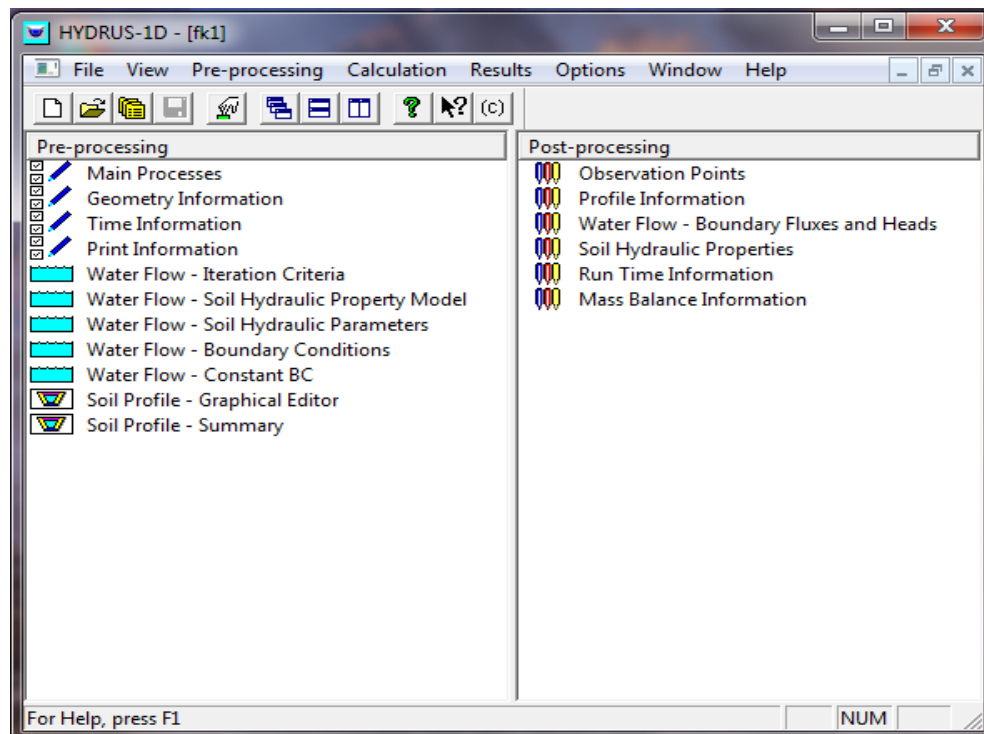 HYDRUS-1D - [fk1]
File View Pre-processing Calculation Results Options Window Help
? ? (c)
Pre-processing
Main Processes
Geometry Information
Time Information
Print Information
Water Flow - Iteration Criteria
Water Flow - Soil Hydraulic Property Model
Water Flow - Soil Hydraulic Parameters
Water Flow - Boundary Conditions
Water Flow - Constant BC
Soil Profile - Graphical Editor
Soil Profile - Summary
Post-processing
Observation Points
Profile Information
Water Flow - Boundary Fluxes and Heads
Soil Hydraulic Properties
Run Time Information
Mass Balance Information
For Help, press F1
NUM